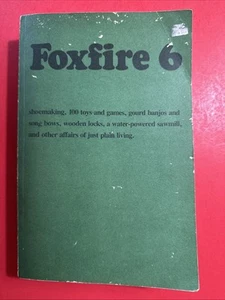 Foxfire 6
shoemaking, 100 toys and games, gourd banjos and
song bows, wooden locks, a water-powered sawmill,
and other affairs of just plain living.